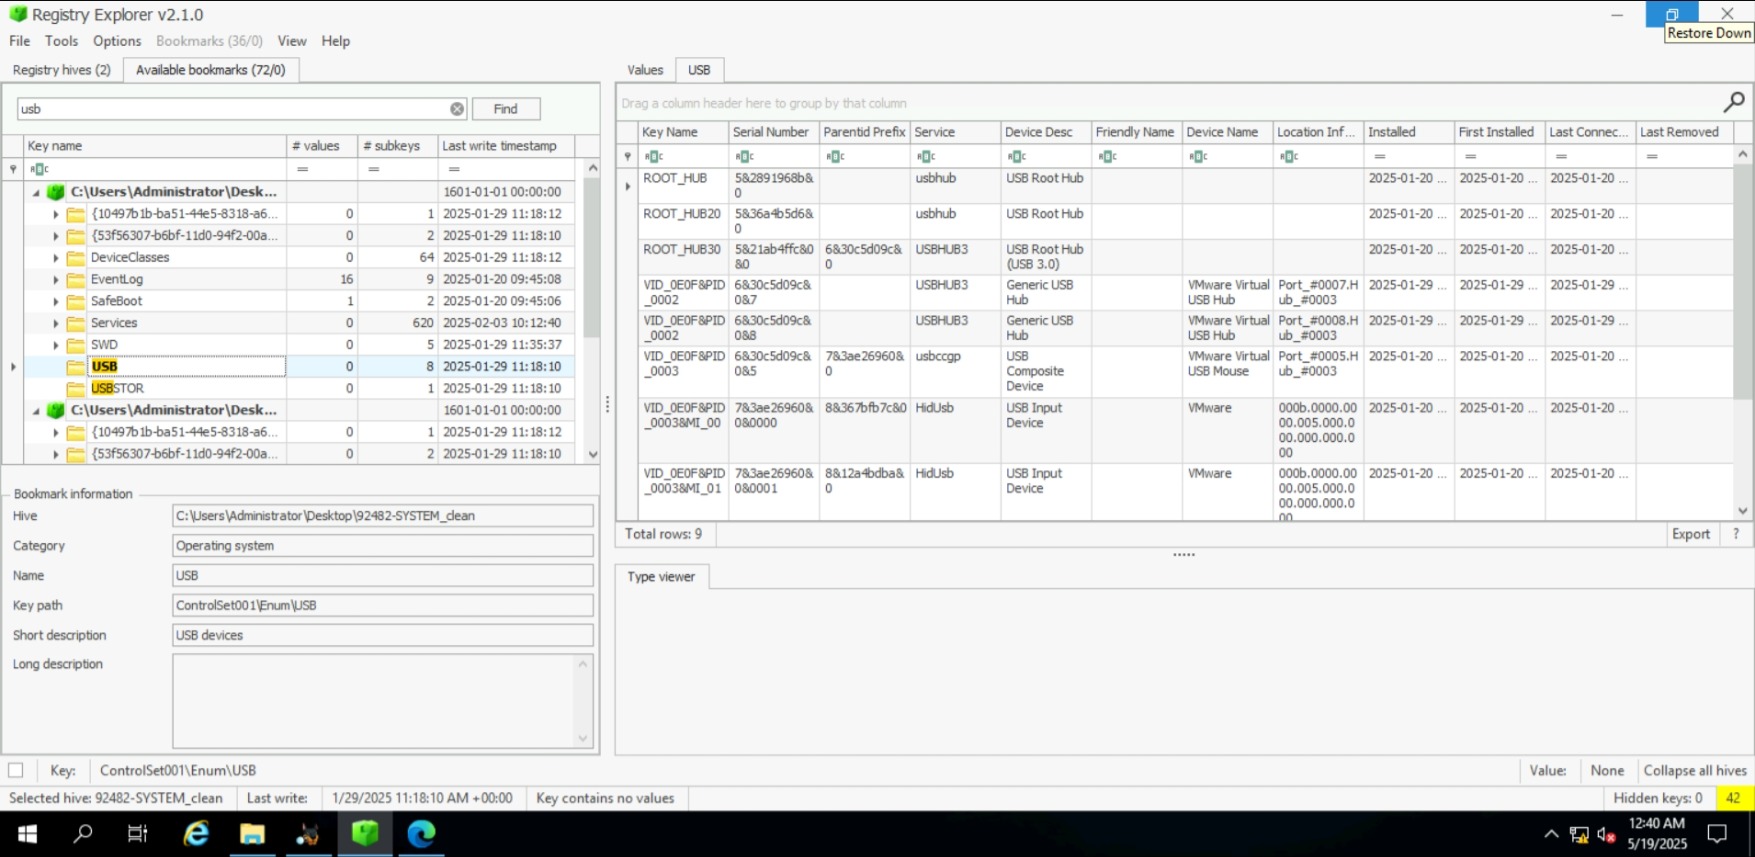 Registry Explorer v2.1.0
Restore Down
File Tools Options Bookmarks (36/0) View Help
Registry hives (2) Available bookmarks (72/0)
usb Find
Key name # values # subkeys Last write timestamp
= = =
C:\Users\Administrator\Desk... 1601-01-01 00:00:00
{10497b1b-ba51-44e5-8318-a6... 0 1 2025-01-29 11:18:12
{53f56307-b6bf-11d0-94f2-00a... 0 2 2025-01-29 11:18:10
DeviceClasses 0 64 2025-01-29 11:18:12
EventLog 16 9 2025-01-20 09:45:08
SafeBoot 1 2 2025-01-20 09:45:06
Services 0 620 2025-02-03 10:12:40
SWD 0 5 2025-01-29 11:35:37
USB 0 8 2025-01-29 11:18:10
USBSTOR 0 1 2025-01-29 11:18:10
C:\Users\Administrator\Desk... 1601-01-01 00:00:00
{10497b1b-ba51-44e5-8318-a6... 0 1 2025-01-29 11:18:12
{53f56307-b6bf-11d0-94f2-00a... 0 2 2025-01-29 11:18:10
Bookmark information
Hive C:\Users\Administrator\Desktop\92482-SYSTEM_clean
Category Operating system
Name USB
Key path ControlSet001\Enum\USB
Short description USB devices
Long description
Values USB
Drag a column header here to group by that column
Key Name Serial Number Parentid Prefix Service Device Desc Friendly Name Device Name Location Inf... Installed First Installed Last Connec... Last Removed
= = = =
ROOT_HUB 5&2891968b& usbhub USB Root Hub 2025-01-20 ... 2025-01-20 ... 2025-01-20 ...
0
ROOT_HUB20 5&36a4b5d6& usbhub USB Root Hub 2025-01-20 ... 2025-01-20 ... 2025-01-20 ...
0
ROOT_HUB30 5&21ab4ffc&0 6&30c5d09c& USBHUB3 USB Root Hub 2025-01-20 ... 2025-01-20 ... 2025-01-20 ...
&0 0 (USB 3.0)
VID_0E0F&PID 6&30c5d09c& USBHUB3 Generic USB VMware Virtual Port_#0007.H 2025-01-29 ... 2025-01-29 ... 2025-01-29 ...
_0002 0&7 Hub USB Hub ub_#0003
VID_0E0F&PID 6&30c5d09c& USBHUB3 Generic USB VMware Virtual Port_#0008.H 2025-01-29 ... 2025-01-29 ... 2025-01-29 ...
_0002 0&8 Hub USB Hub ub_#0003
VID_0E0F&PID 6&30c5d09c& 7&3ae26960& usbccgp USB VMware Virtual Port_#0005.H 2025-01-20 ... 2025-01-20 ... 2025-01-20 ...
_0003 0&5 0 Composite USB Mouse ub_#0003
Device
VID_0E0F&PID 7&3ae26960& 8&367bfb7c&0 HidUsb USB Input VMware 000b.0000.00 2025-01-20 ... 2025-01-20 ... 2025-01-20 ...
_0003&MI_00 0&0000 Device 00.005.000.0
00.000.000.0
00
VID_0E0F&PID 7&3ae26960& 8&12a4bdba& HidUsb USB Input VMware 000b.0000.00 2025-01-20 ... 2025-01-20 ... 2025-01-20 ...
_0003&MI_01 0&0001 0 Device 00.005.000.0
00.000.000.0
00
Total rows: 9 Export ?
Type viewer
Key: ControlSet001\Enum\USB Value: None Collapse all hives
Selected hive: 92482-SYSTEM_clean Last write: 1/29/2025 11:18:10 AM +00:00 Key contains no values Hidden keys: 0 42
12:40 AM
5/19/2025